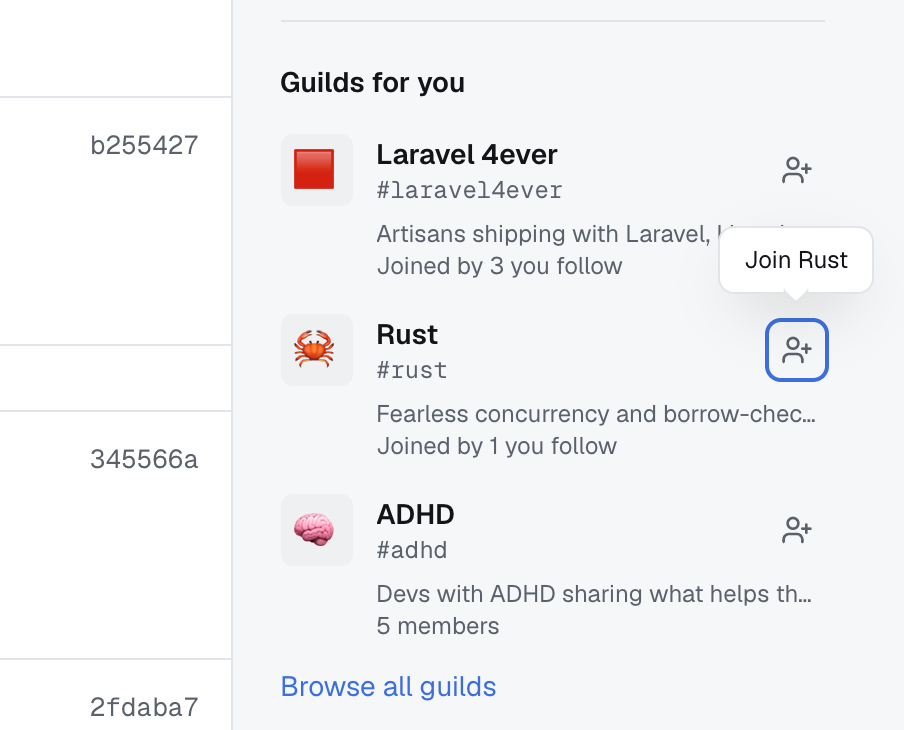 b255427
345566a
2fdaba7
Guilds for you
Laravel 4ever
#laravel4ever
Artisans shipping with Laravel,
Joined by 3 you follow
Join Rust
Rust
#rust
Fearless concurrency and borrow-chec…
Joined by 1 you follow
ADHD
#adhd
Devs with ADHD sharing what helps th…
5 members
Browse all guilds